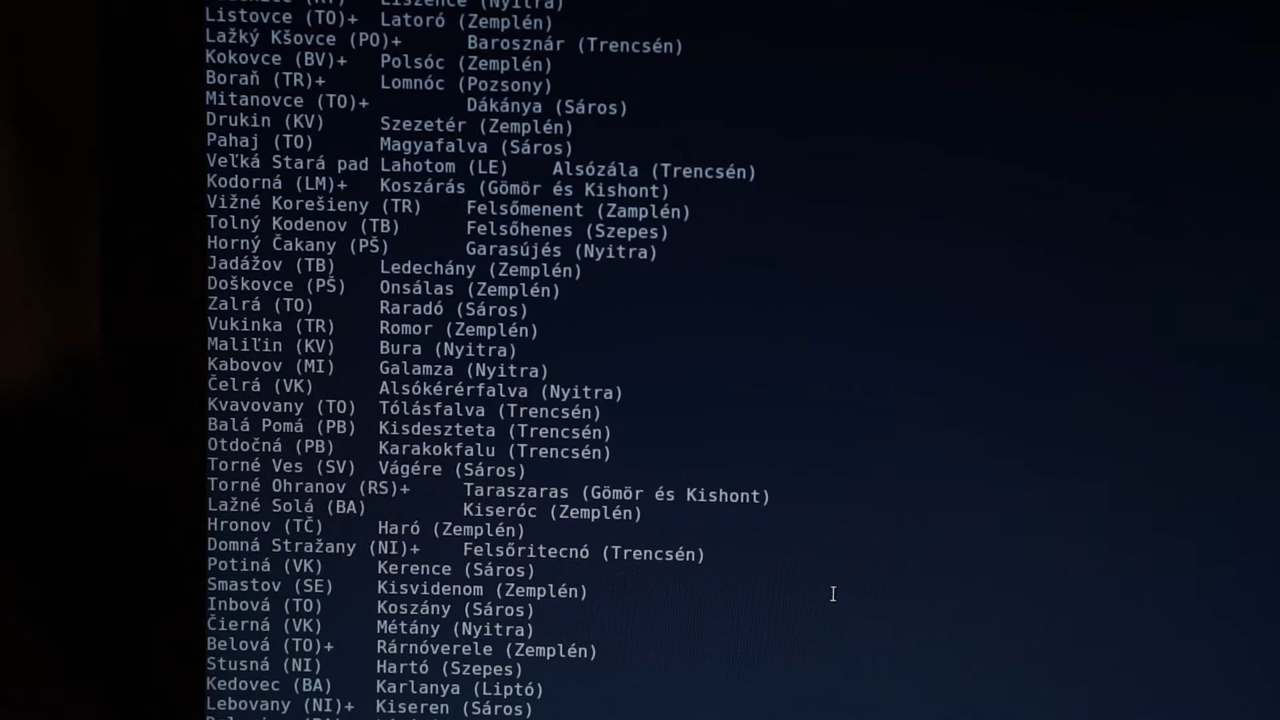 Listovce (TO)+ Latoró (Zemplén)
Lažký Kšovce (PO)+ Barosznár (Trencsén)
Kokovce (BV)+ Polsóc (Zemplén)
Boraň (TR)+ Lomnóc (Pozsony)
Mitanovce (TO)+ Dákánya (Sáros)
Drukin (KV) Szezetér (Zemplén)
Pahaj (TO) Magyafalva (Sáros)
Veľká Stará pad Lahotom (LE) Alsózála (Trencsén)
Kodorná (LM)+ Koszárás (Gömör és Kishont)
Vižné Korešieny (TR) Felsőmenent (Zamplén)
Tolný Kodenov (TB) Felsőhenes (Szepes)
Horný Čakany (PŠ) Garasújés (Nyitra)
Jadážov (TB) Ledechány (Zemplén)
Doškovce (PŠ) Onsálas (Zemplén)
Zalrá (TO) Raradó (Sáros)
Vukinka (TR) Romor (Zemplén)
Maliľin (KV) Bura (Nyitra)
Kabovov (MI) Galamza (Nyitra)
Čelrá (VK) Alsókérérfalva (Nyitra)
Kvavovany (TO) Tólásfalva (Trencsén)
Balá Pomá (PB) Kisdeszteta (Trencsén)
Otdočná (PB) Karakokfalu (Trencsén)
Torné Ves (SV) Vágére (Sáros)
Torné Ohranov (RS)+ Taraszaras (Gömör és Kishont)
Lažné Solá (BA) Kiseróc (Zemplén)
Hronov (TČ) Haró (Zemplén)
Domná Stražany (NI)+ Felsőritecnó (Trencsén)
Potiná (VK) Kerence (Sáros)
Smastov (SE) Kisvidenom (Zemplén)
Inbová (TO) Koszány (Sáros)
Čierná (VK) Métány (Nyitra)
Belová (TO)+ Rárnóverele (Zemplén)
Stusná (NI) Hartó (Szepes)
Kedovec (BA) Karlanya (Liptó)
Lebovany (NI)+ Kiseren (Sáros)